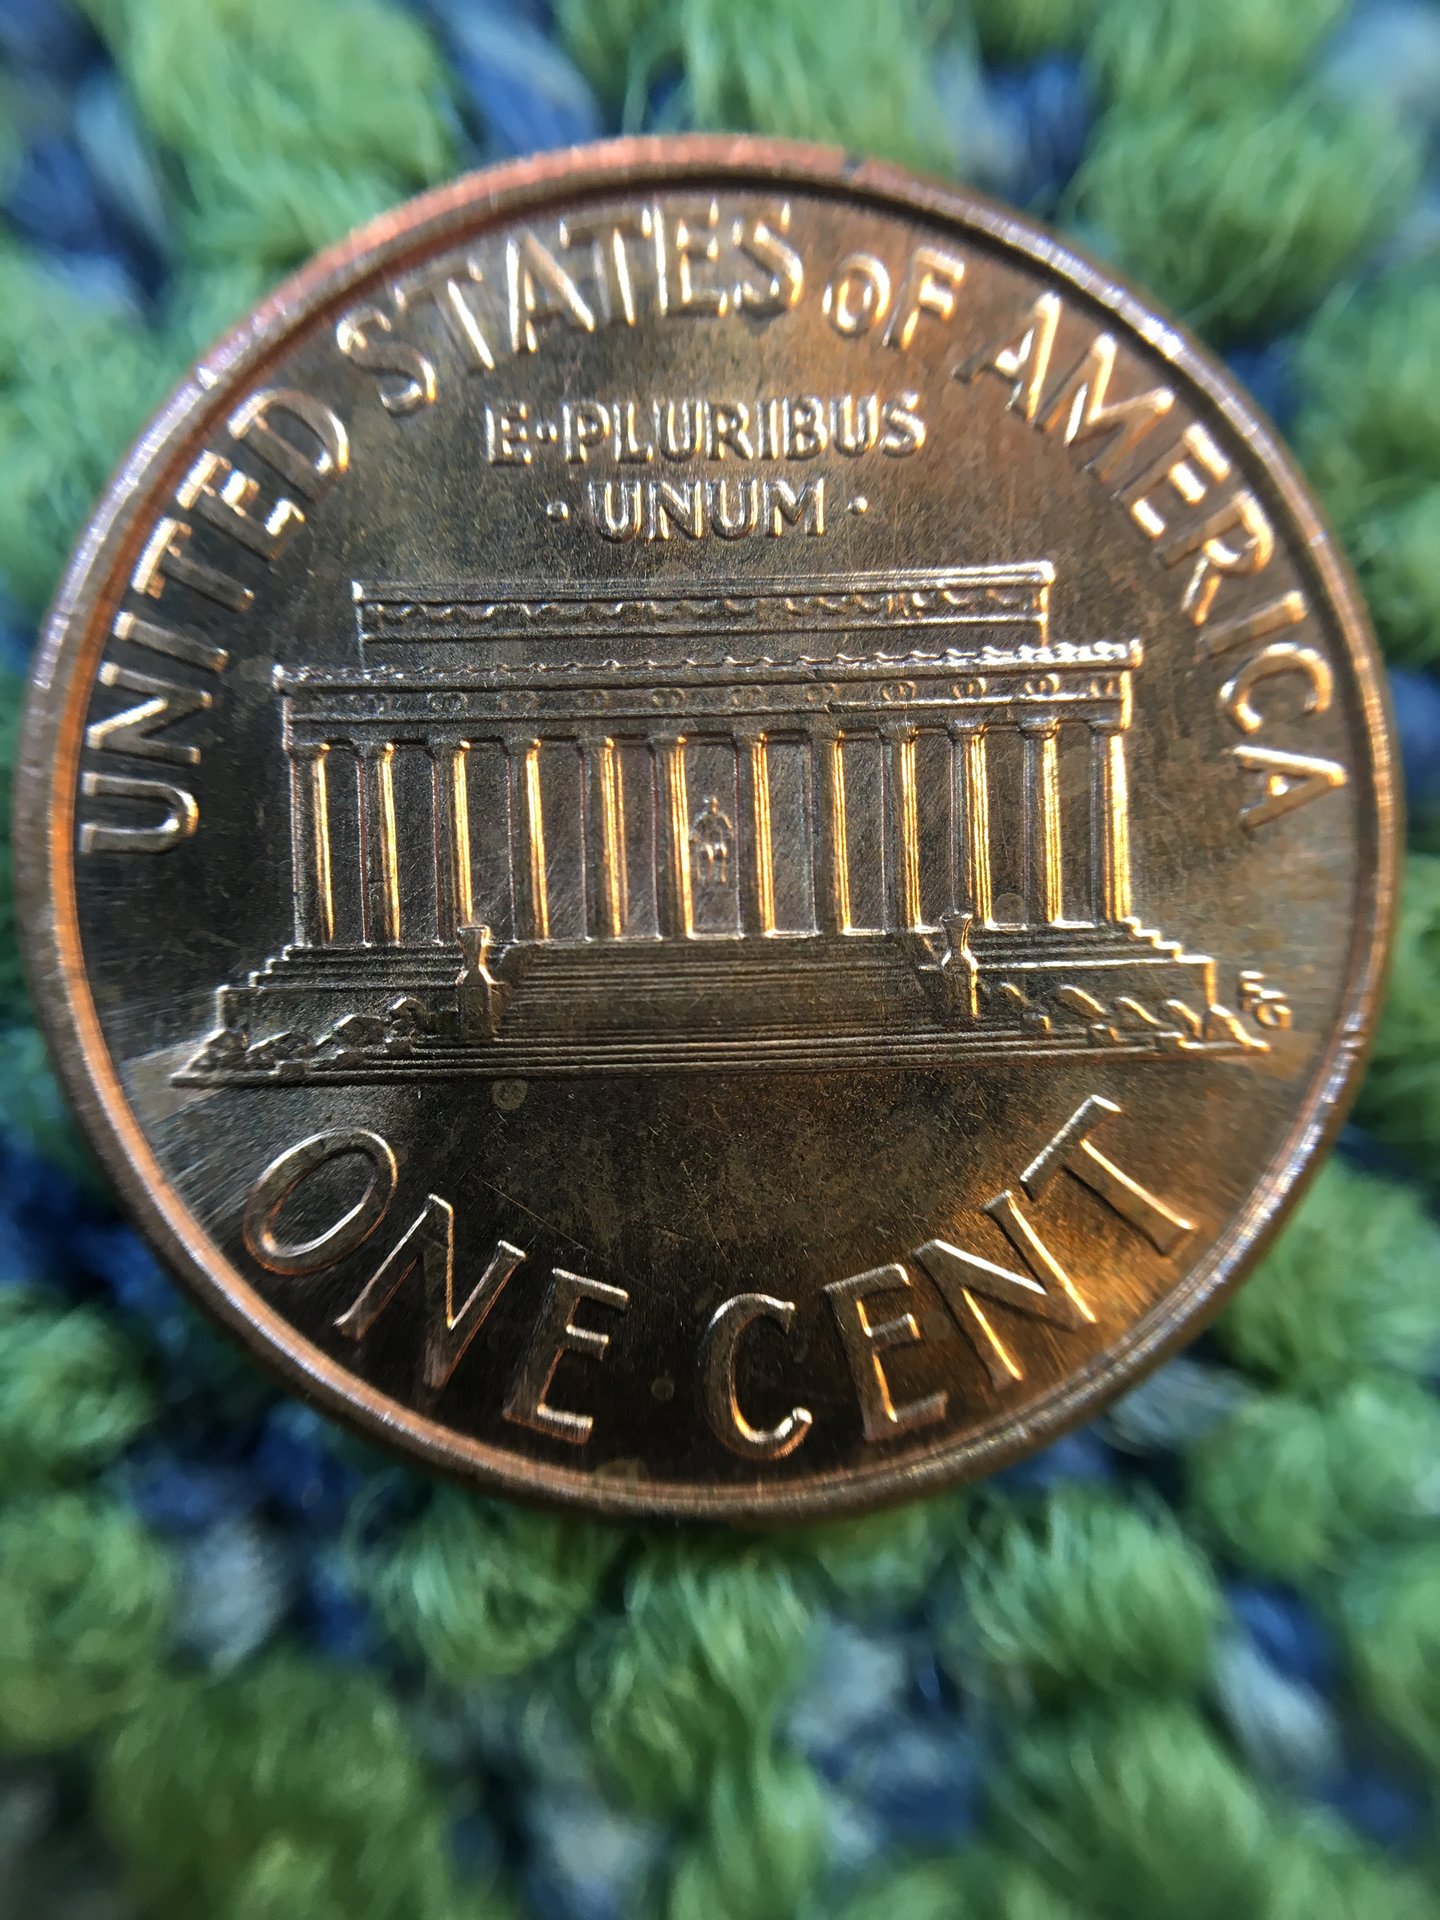 UNITED STATES OF AMERICA
E·PLURIBUS
·UNUM·
ONE CENT